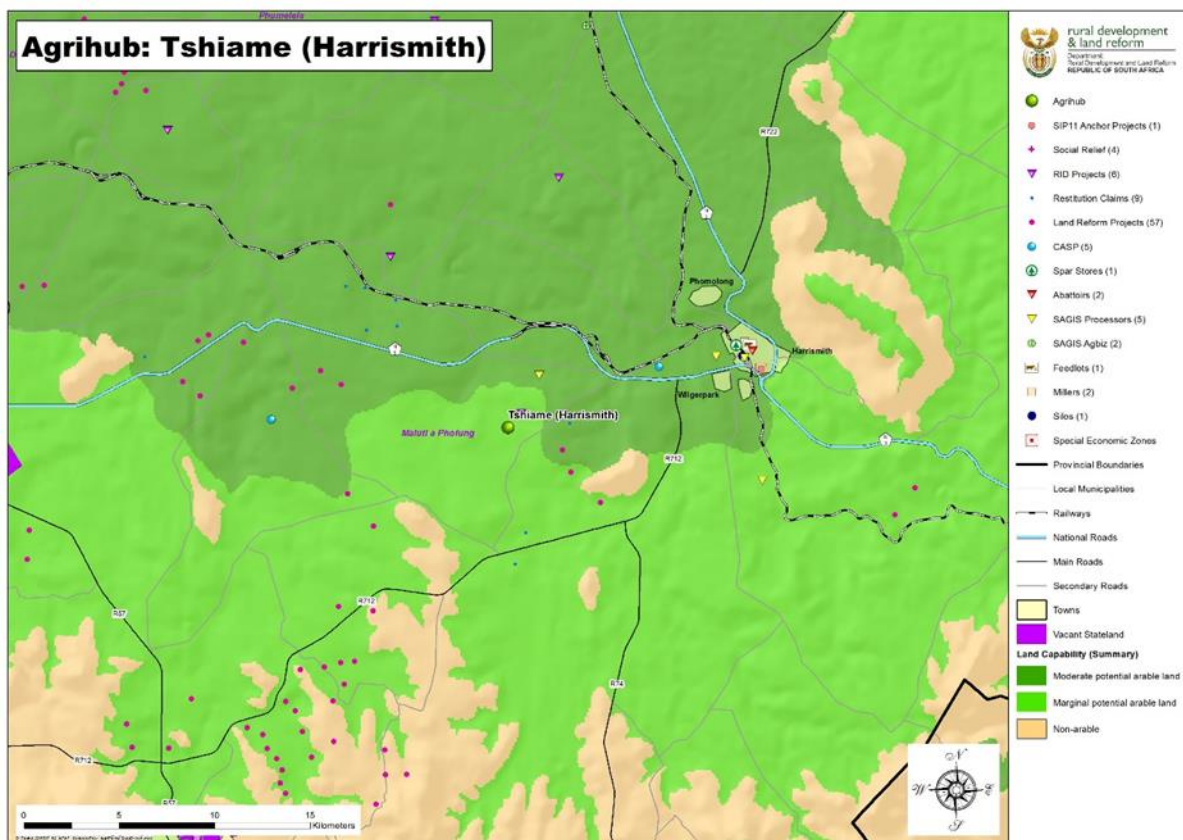 Phumelela
Agrihub: Tshiame (Harrismith)
R722
Phomolong
Harrismith
Wilgerpark
Tshiame (Harrismith)
Maluti a Phofung
R712
R712
R57
R74
R712
R57
0 5 10 15
Kilometers
N
W E
S
rural development
& land reform
Department:
Rural Development and Land Reform
REPUBLIC OF SOUTH AFRICA
Agrihub
SIP11 Anchor Projects (1)
Social Relief (4)
RID Projects (6)
Restitution Claims (9)
Land Reform Projects (57)
CASP (5)
Spar Stores (1)
Abattoirs (2)
SAGIS Processors (5)
SAGIS Agbiz (2)
Feedlots (1)
Millers (2)
Silos (1)
Special Economic Zones
Provincial Boundaries
Local Municipalities
Railways
National Roads
Main Roads
Secondary Roads
Towns
Vacant Stateland
Land Capability (Summary)
Moderate potential arable land
Marginal potential arable land
Non-arable